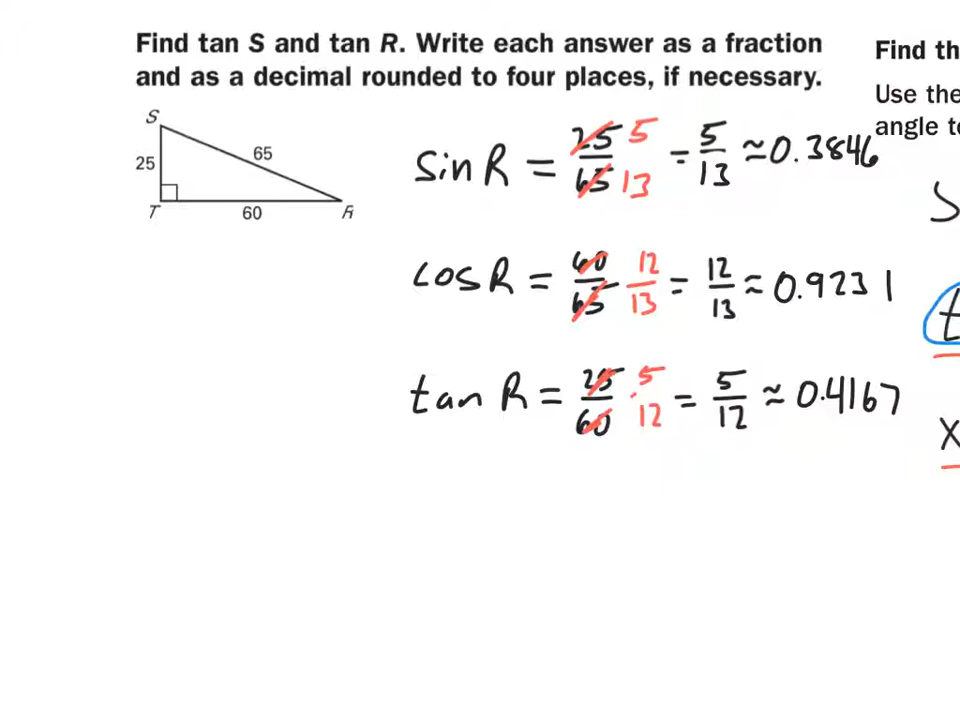 Find tan S and tan R. Write each answer as a fraction
and as a decimal rounded to four places, if necessary.
Find th
Use the
angle to
S
25
65
T
60
R
sin R = 25/65 5/13 = 5/13 ≈ 0.3846
cos R = 60/65 12/13 = 12/13 ≈ 0.9231
tan R = 25/60 5/12 = 5/12 ≈ 0.4167
t
x